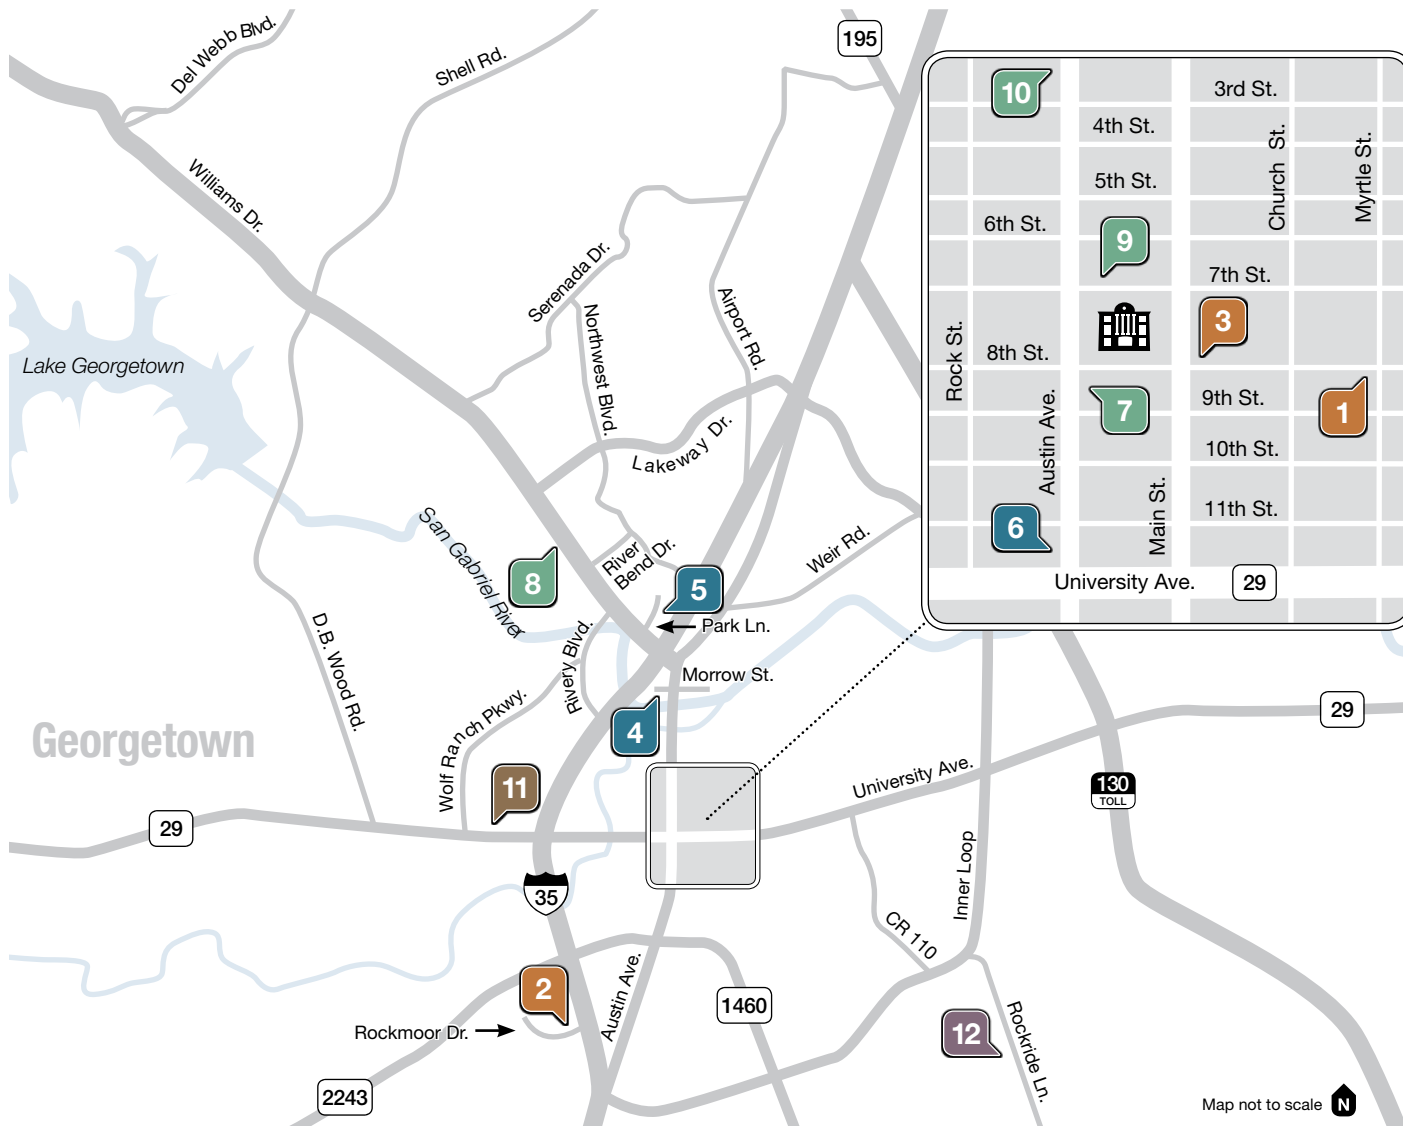 195
Del Webb Blvd.
Shell Rd.
Williams Dr.
Serenada Dr.
Northwest Blvd.
Airport Rd.
Lake Georgetown
Lakeway Dr.
San Gabriel River
River
Bend Dr.
Weir Rd.
8
5
Park Ln.
Rivery Blvd.
Morrow St.
D.B. Wood Rd.
Wolf Ranch Pkwy.
4
Georgetown
11
29
University Ave.
29
130
TOLL
35
Inner Loop
CR 110
2
Austin Ave.
1460
Rockmoor Dr.
2243
12
Rockride Ln.
Map not to scale
N
10
3rd St.
4th St.
Church St.
Myrtle St.
5th St.
6th St.
9
7th St.
3
Rock St.
8th St.
Austin Ave.
7
9th St.
1
10th St.
Main St.
6
11th St.
University Ave.
29